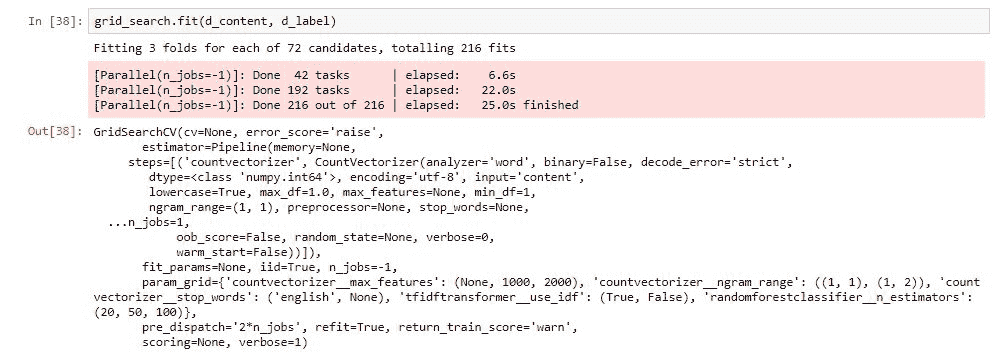 In [38]: grid_search.fit(d_content, d_label)
Fitting 3 folds for each of 72 candidates, totalling 216 fits
[Parallel(n_jobs=-1)]: Done  42 tasks      | elapsed:    6.6s
[Parallel(n_jobs=-1)]: Done 192 tasks      | elapsed:   22.0s
[Parallel(n_jobs=-1)]: Done 216 out of 216 | elapsed:   25.0s finished
Out[38]: GridSearchCV(cv=None, error_score='raise',
estimator=Pipeline(memory=None,
steps=[('countvectorizer', CountVectorizer(analyzer='word', binary=False, decode_error='strict',
dtype=<class 'numpy.int64'>, encoding='utf-8', input='content',
lowercase=True, max_df=1.0, max_features=None, min_df=1,
ngram_range=(1, 1), preprocessor=None, stop_words=None,
...n_jobs=1,
oob_score=False, random_state=None, verbose=0,
warm_start=False))]),
fit_params=None, iid=True, n_jobs=-1,
param_grid={'countvectorizer__max_features': (None, 1000, 2000), 'countvectorizer__ngram_range': ((1, 1), (1, 2)), 'count
vectorizer__stop_words': ('english', None), 'tfidftransformer__use_idf': (True, False), 'randomforestclassifier__n_estimators':
(20, 50, 100)},
pre_dispatch='2*n_jobs', refit=True, return_train_score='warn',
scoring=None, verbose=1)